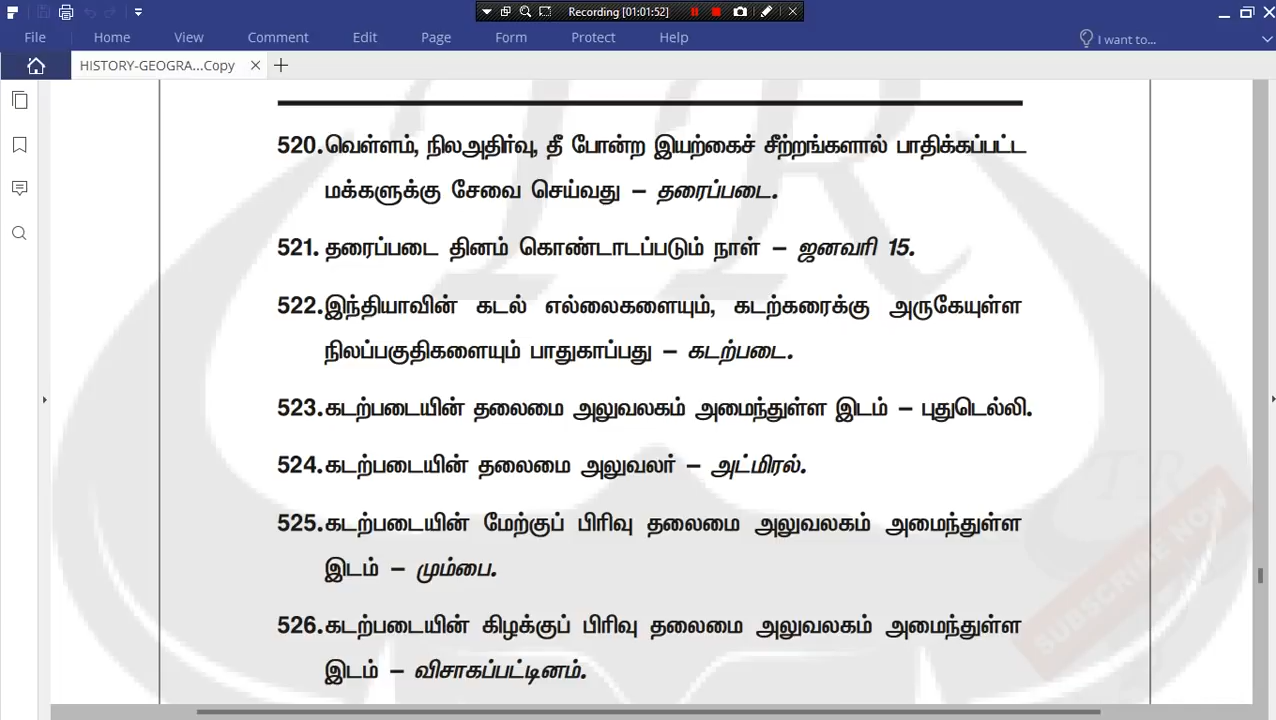 Recording [01:01:52]
File Home View Comment Edit Page Form Protect Help I want to...
HISTORY-GEOGRA...Copy
520.வெள்ளம், நிலஅதிர்வு, தீ போன்ற இயற்கைச் சீற்றங்களால் பாதிக்கப்பட்ட
மக்களுக்கு சேவை செய்வது – தரைப்படை.
521. தரைப்படை தினம் கொண்டாடப்படும் நாள் – ஜனவரி 15.
522.இந்தியாவின் கடல் எல்லைகளையும், கடற்கரைக்கு அருகேயுள்ள
நிலப்பகுதிகளையும் பாதுகாப்பது – கடற்படை.
523.கடற்படையின் தலைமை அலுவலகம் அமைந்துள்ள இடம் – புதுடெல்லி.
524.கடற்படையின் தலைமை அலுவலர் – அட்மிரல்.
525.கடற்படையின் மேற்குப் பிரிவு தலைமை அலுவலகம் அமைந்துள்ள
இடம் – மும்பை.
526.கடற்படையின் கிழக்குப் பிரிவு தலைமை அலுவலகம் அமைந்துள்ள
இடம் – விசாகப்பட்டினம்.
TR
SUBSCRIBE NOW